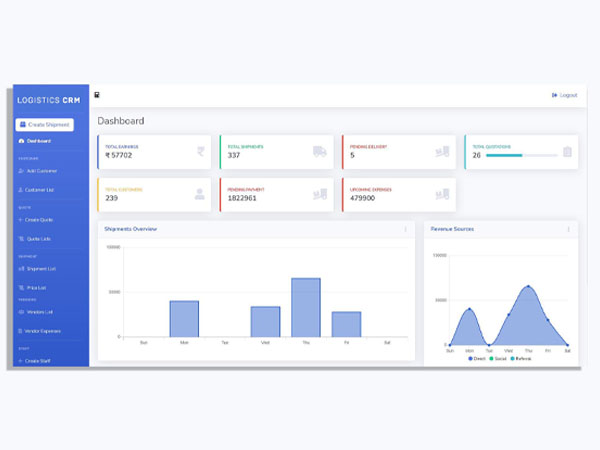 LOGISTICS CRM
Create Shipment
Dashboard
Add Customer
Customer List
QUOTE
Create Quote
Quote Lists
SHIPMENT
Shipment List
Price List
VENDORS
Vendors List
Vendor Expenses
STAFF
Create Staff
Logout
Dashboard
TOTAL EARNING
₹ 57702
TOTAL SHIPMENTS
337
PENDING DELIVERY
5
TOTAL QUOTATIONS
26
TOTAL CUSTOMERS
239
PENDING PAYMENT
1822961
UPCOMING EXPENSES
479900
Shipments Overview
100000
50000
0
Sun Mon Tue Wed Thu Fri Sat
Revenue Sources
100000
50000
0
Sun Mon Tue Wed Thu Fri Sat
Direct Social Referral